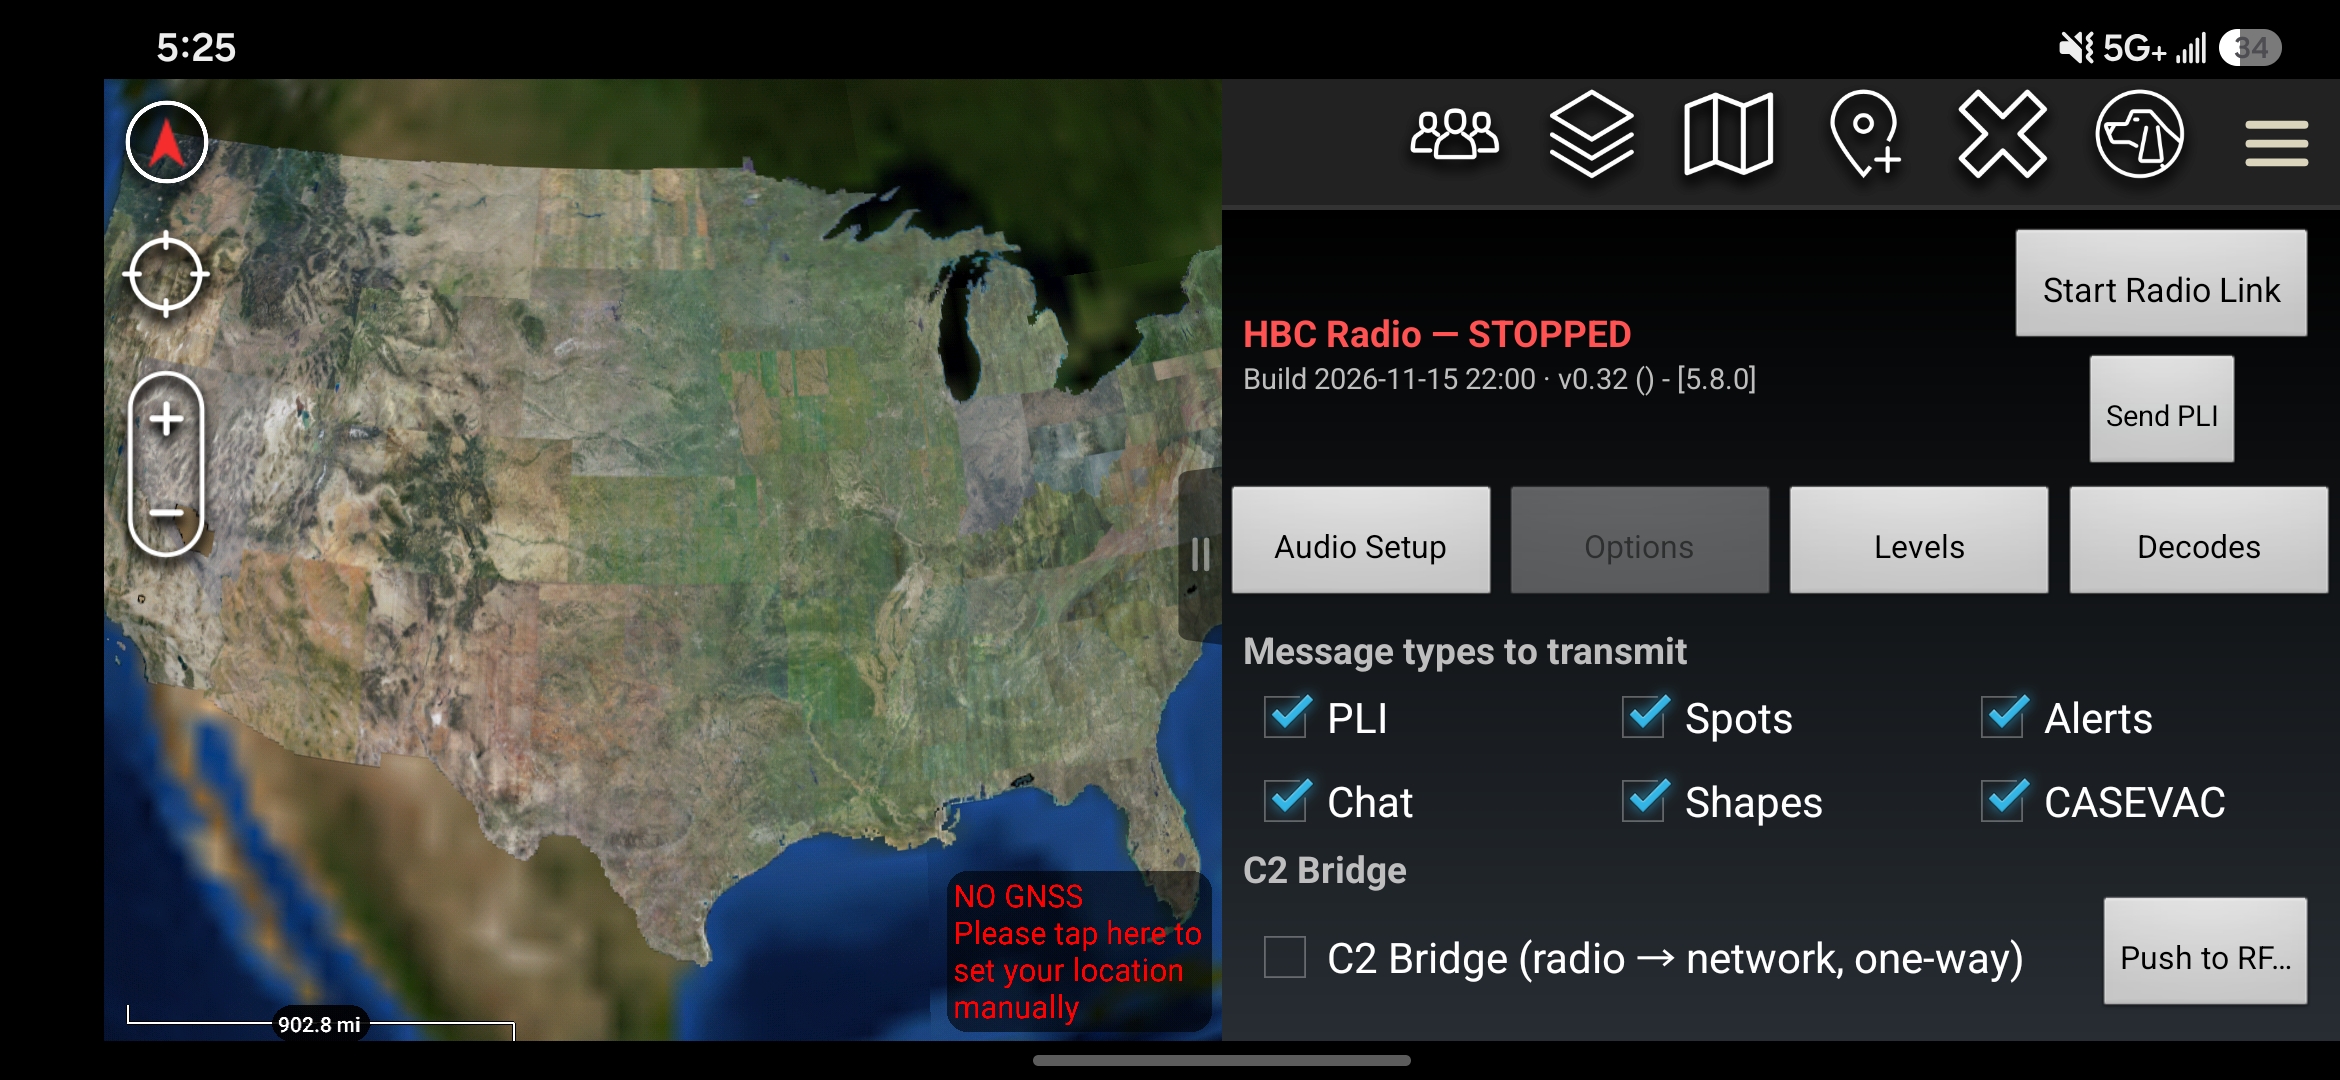 5:25
5G+
34
Start Radio Link
HBC Radio — STOPPED
Build 2026-11-15 22:00 · v0.32 () - [5.8.0]
Send PLI
Audio Setup
Options
Levels
Decodes
Message types to transmit
PLI
Spots
Alerts
Chat
Shapes
CASEVAC
C2 Bridge
C2 Bridge (radio → network, one-way)
Push to RF...
NO GNSS
Please tap here to
set your location
manually
902.8 mi